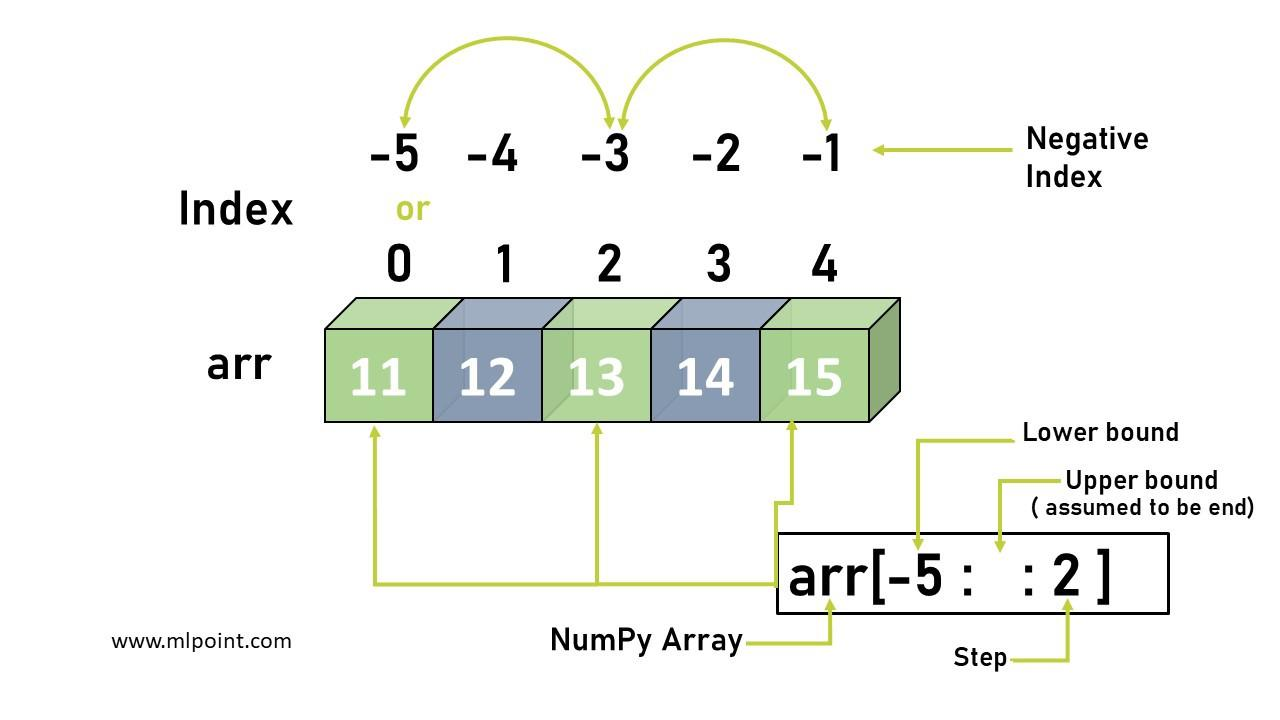 -5 -4 -3 -2 -1
Negative
Index
Index
or
0 1 2 3 4
arr
11 12 13 14 15
Lower bound
Upper bound
( assumed to be end)
arr[-5 :  : 2 ]
NumPy Array
Step
www.mlpoint.com